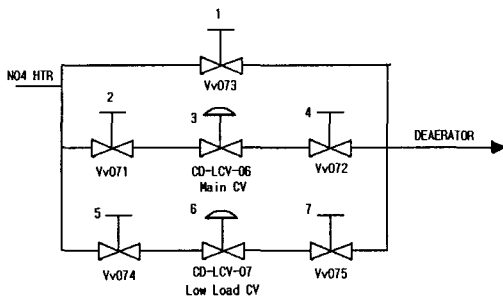 1
NO4 HTR
Vv073
2
3
4
DEAERATOR
Vv071
CD-LCV-06
Main CV
Vv072
5
6
7
Vv074
CD-LCV-07
Low Load CV
Vv075